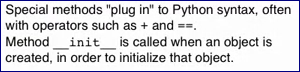 Special methods "plug in" to Python syntax, often
with operators such as + and ==.
Method __init__ is called when an object is
created, in order to initialize that object.